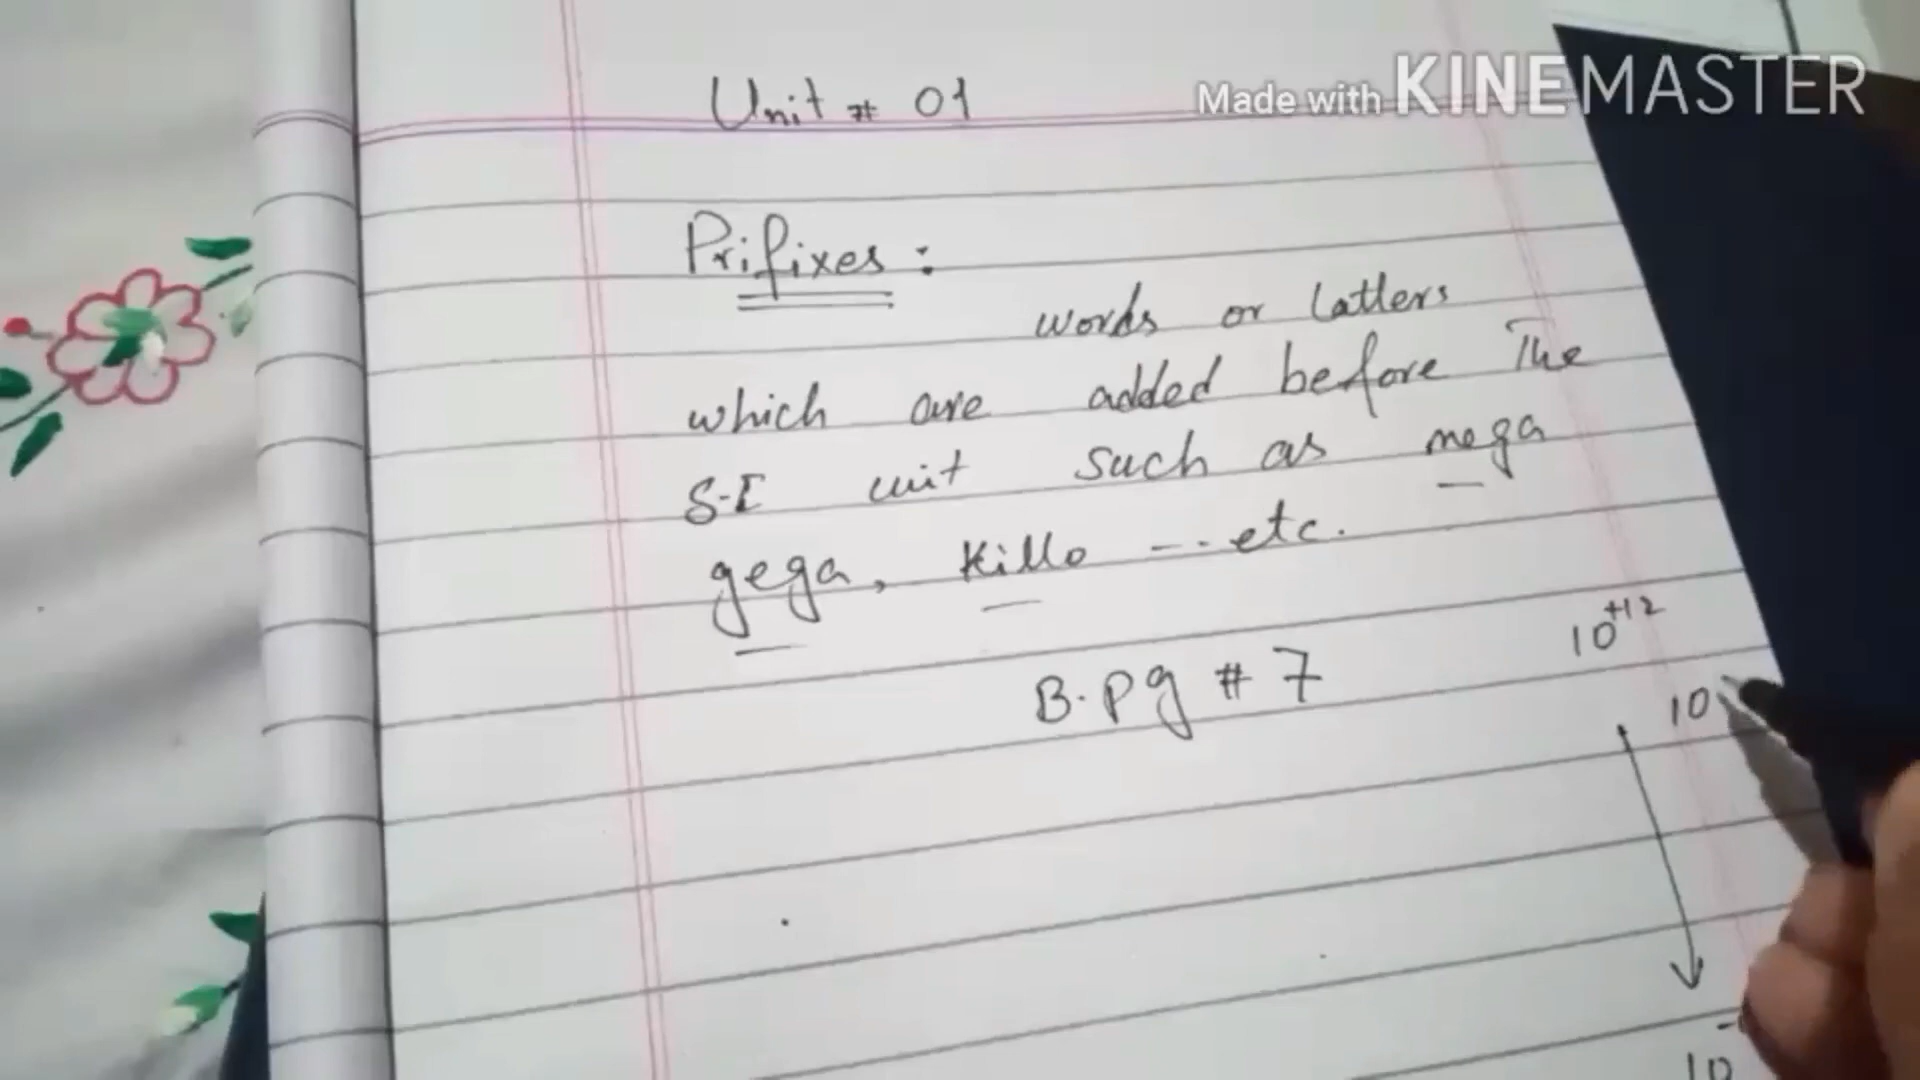 Unit # 01
Made with KINEMASTER
Prifixes :
words or latters
which are added before The
S-I unit such as mega
gega, Killo --- etc.
10+12
B.Pg # 7
10
10-